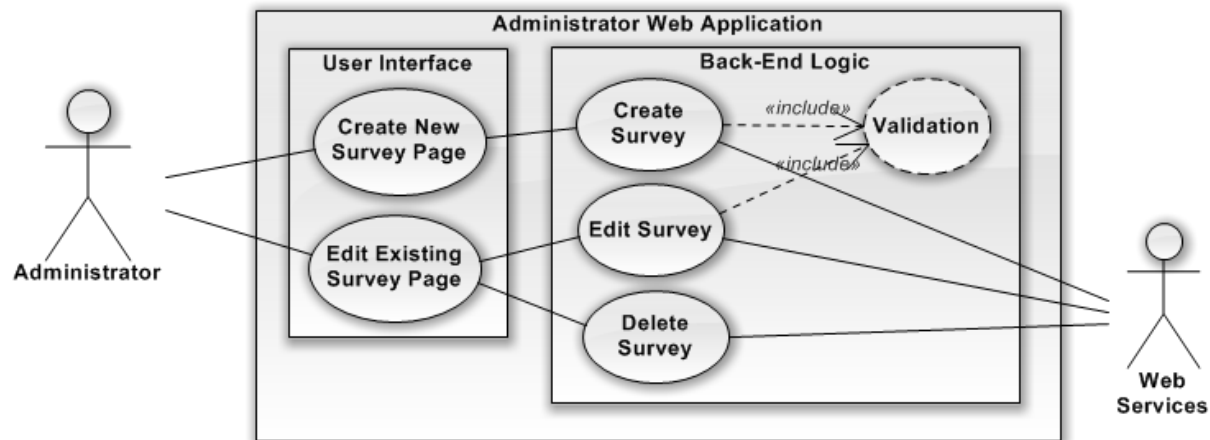 Administrator Web Application
User Interface
Back-End Logic
Create New
Survey Page
Create
Survey
«include»
Validation
«include»
Edit Existing
Survey Page
Edit Survey
Delete
Survey
Administrator
Web
Services